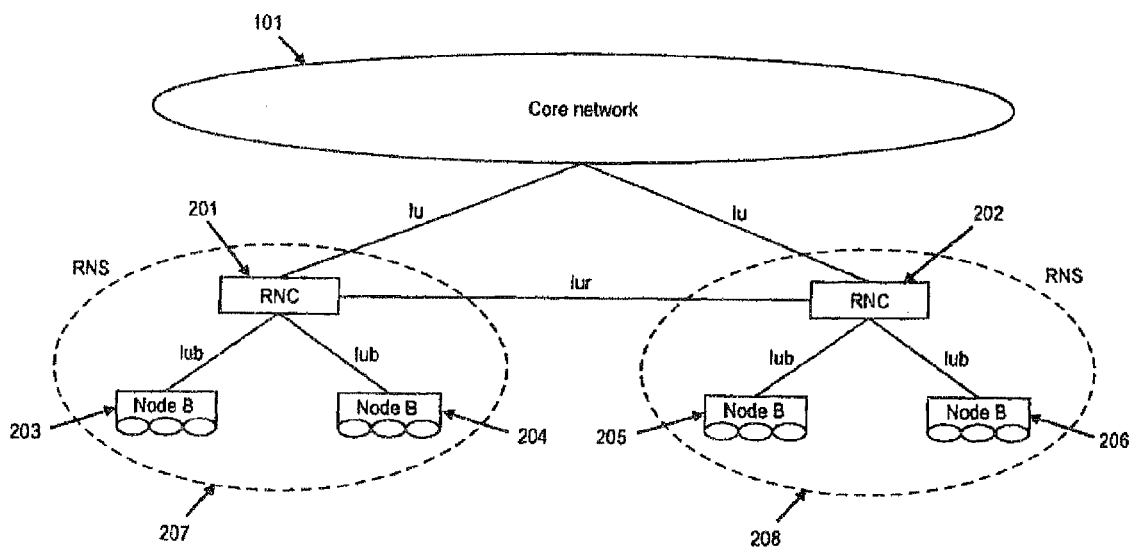 101
Core network
Iu
Iu
201
202
RNS
RNS
RNC
Iur
RNC
Iub
Iub
Iub
Iub
Node B
Node B
Node B
Node B
203
204
205
206
207
208